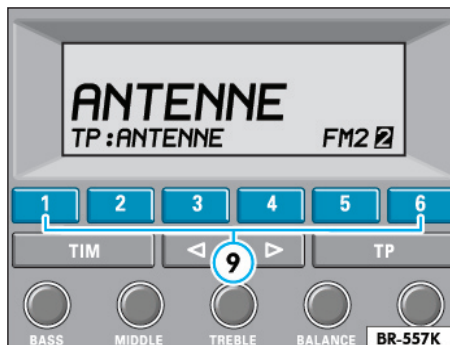 ANTENNE
TP:ANTENNE FM2 2
1 2 3 4 5 6
TIM ◁ ▷ TP
9
BASS MIDDLE TREBLE BALANCE
BR-557K